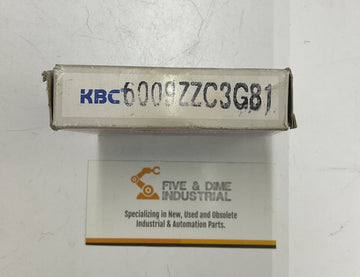 KBC 6009ZZC3G81
FIVE & DIME
INDUSTRIAL
Specializing in New, Used and Obsolete
Industrial & Automation Parts.